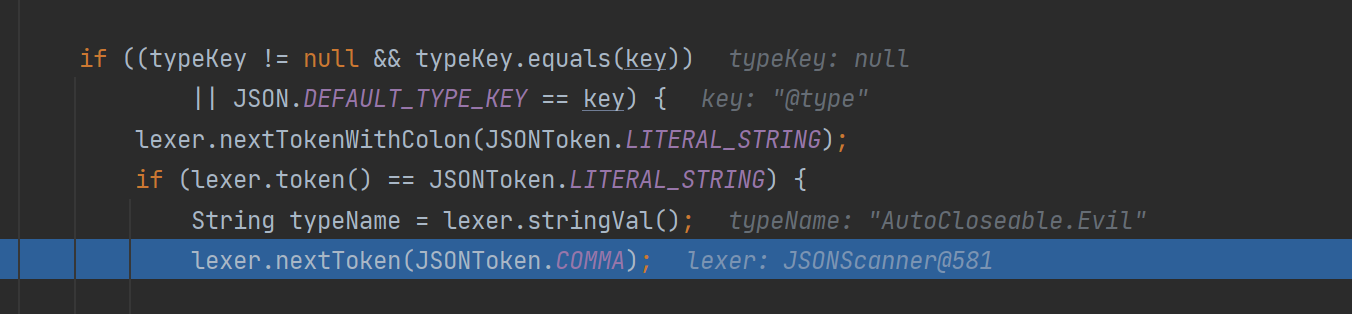 if ((typeKey != null && typeKey.equals(key)) typeKey: null
|| JSON.DEFAULT_TYPE_KEY == key) { key: "@type"
lexer.nextTokenWithColon(JSONToken.LITERAL_STRING);
if (lexer.token() == JSONToken.LITERAL_STRING) {
String typeName = lexer.stringVal(); typeName: "AutoCloseable.Evil"
lexer.nextToken(JSONToken.COMMA); lexer: JSONScanner@581